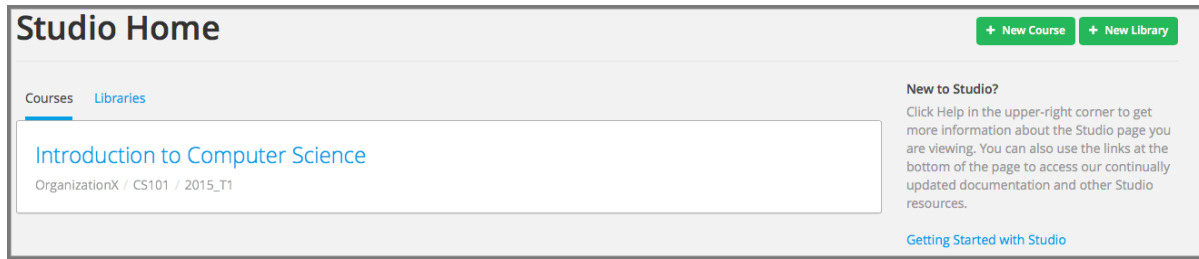 Studio Home
+ New Course
+ New Library
Courses Libraries
Introduction to Computer Science
OrganizationX / CS101 / 2015_T1
New to Studio?
Click Help in the upper-right corner to get
more information about the Studio page you
are viewing. You can also use the links at the
bottom of the page to access our continually
updated documentation and other Studio
resources.
Getting Started with Studio